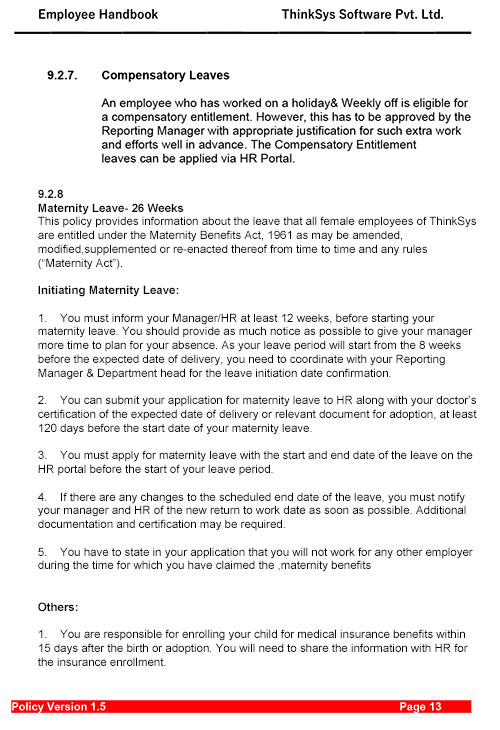 Employee Handbook ThinkSys Software Pvt. Ltd.
9.2.7. Compensatory Leaves
An employee who has worked on a holiday& Weekly off is eligible for
a compensatory entitlement. However, this has to be approved by the
Reporting Manager with appropriate justification for such extra work
and efforts well in advance. The Compensatory Entitlement
leaves can be applied via HR Portal.
9.2.8
Maternity Leave- 26 Weeks
This policy provides information about the leave that all female employees of ThinkSys
are entitled under the Maternity Benefits Act, 1961 as may be amended,
modified,supplemented or re-enacted thereof from time to time and any rules
(“Maternity Act”).
Initiating Maternity Leave:
1. You must inform your Manager/HR at least 12 weeks, before starting your
maternity leave. You should provide as much notice as possible to give your manager
more time to plan for your absence. As your leave period will start from the 8 weeks
before the expected date of delivery, you need to coordinate with your Reporting
Manager & Department head for the leave initiation date confirmation.
2. You can submit your application for maternity leave to HR along with your doctor’s
certification of the expected date of delivery or relevant document for adoption, at least
120 days before the start date of your maternity leave.
3. You must apply for maternity leave with the start and end date of the leave on the
HR portal before the start of your leave period.
4. If there are any changes to the scheduled end date of the leave, you must notify
your manager and HR of the new return to work date as soon as possible. Additional
documentation and certification may be required.
5. You have to state in your application that you will not work for any other employer
during the time for which you have claimed the ,maternity benefits
Others:
1. You are responsible for enrolling your child for medical insurance benefits within
15 days after the birth or adoption. You will need to share the information with HR for
the insurance enrollment.
Policy Version 1.5 Page 13